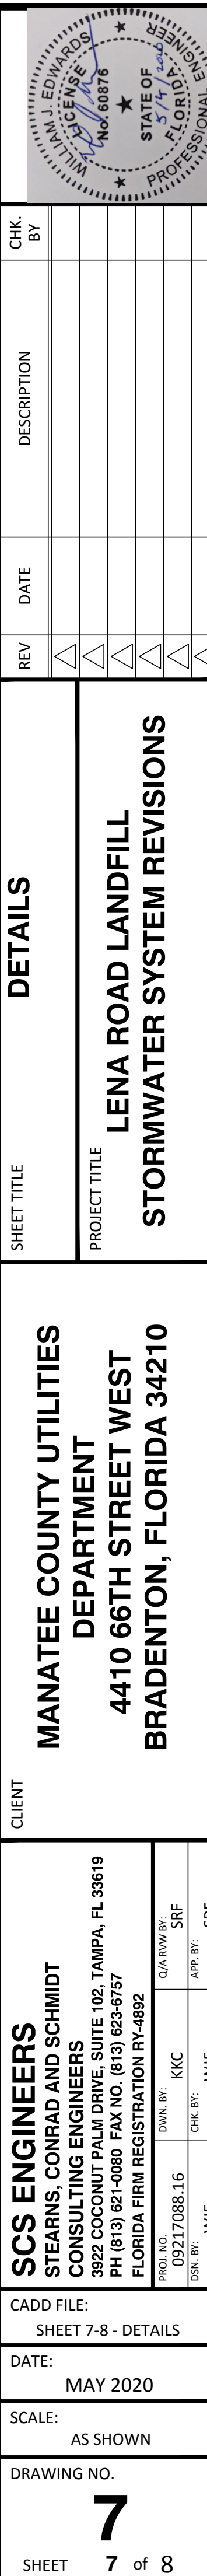 WILLIAM J. EDWARDS
LICENSE
No 60876
STATE OF
5/4/2020
FLORIDA
PROFESSIONAL ENGINEER
REV
DATE
DESCRIPTION
CHK.
BY
SHEET TITLE
DETAILS
PROJECT TITLE
LENA ROAD LANDFILL
STORMWATER SYSTEM REVISIONS
CLIENT
MANATEE COUNTY UTILITIES
DEPARTMENT
4410 66TH STREET WEST
BRADENTON, FLORIDA 34210
SCS ENGINEERS
STEARNS, CONRAD AND SCHMIDT
CONSULTING ENGINEERS
3922 COCONUT PALM DRIVE, SUITE 102, TAMPA, FL 33619
PH (813) 621-0080 FAX NO. (813) 623-6757
FLORIDA FIRM REGISTRATION RY-4892
PROJ. NO.
09217088.16
DWN. BY:
KKC
Q/A RVW BY:
SRF
DSN. BY:
CHK. BY:
APP. BY:
CADD FILE:
SHEET 7-8 - DETAILS
DATE:
MAY 2020
SCALE:
AS SHOWN
DRAWING NO.
7
SHEET 7 of 8